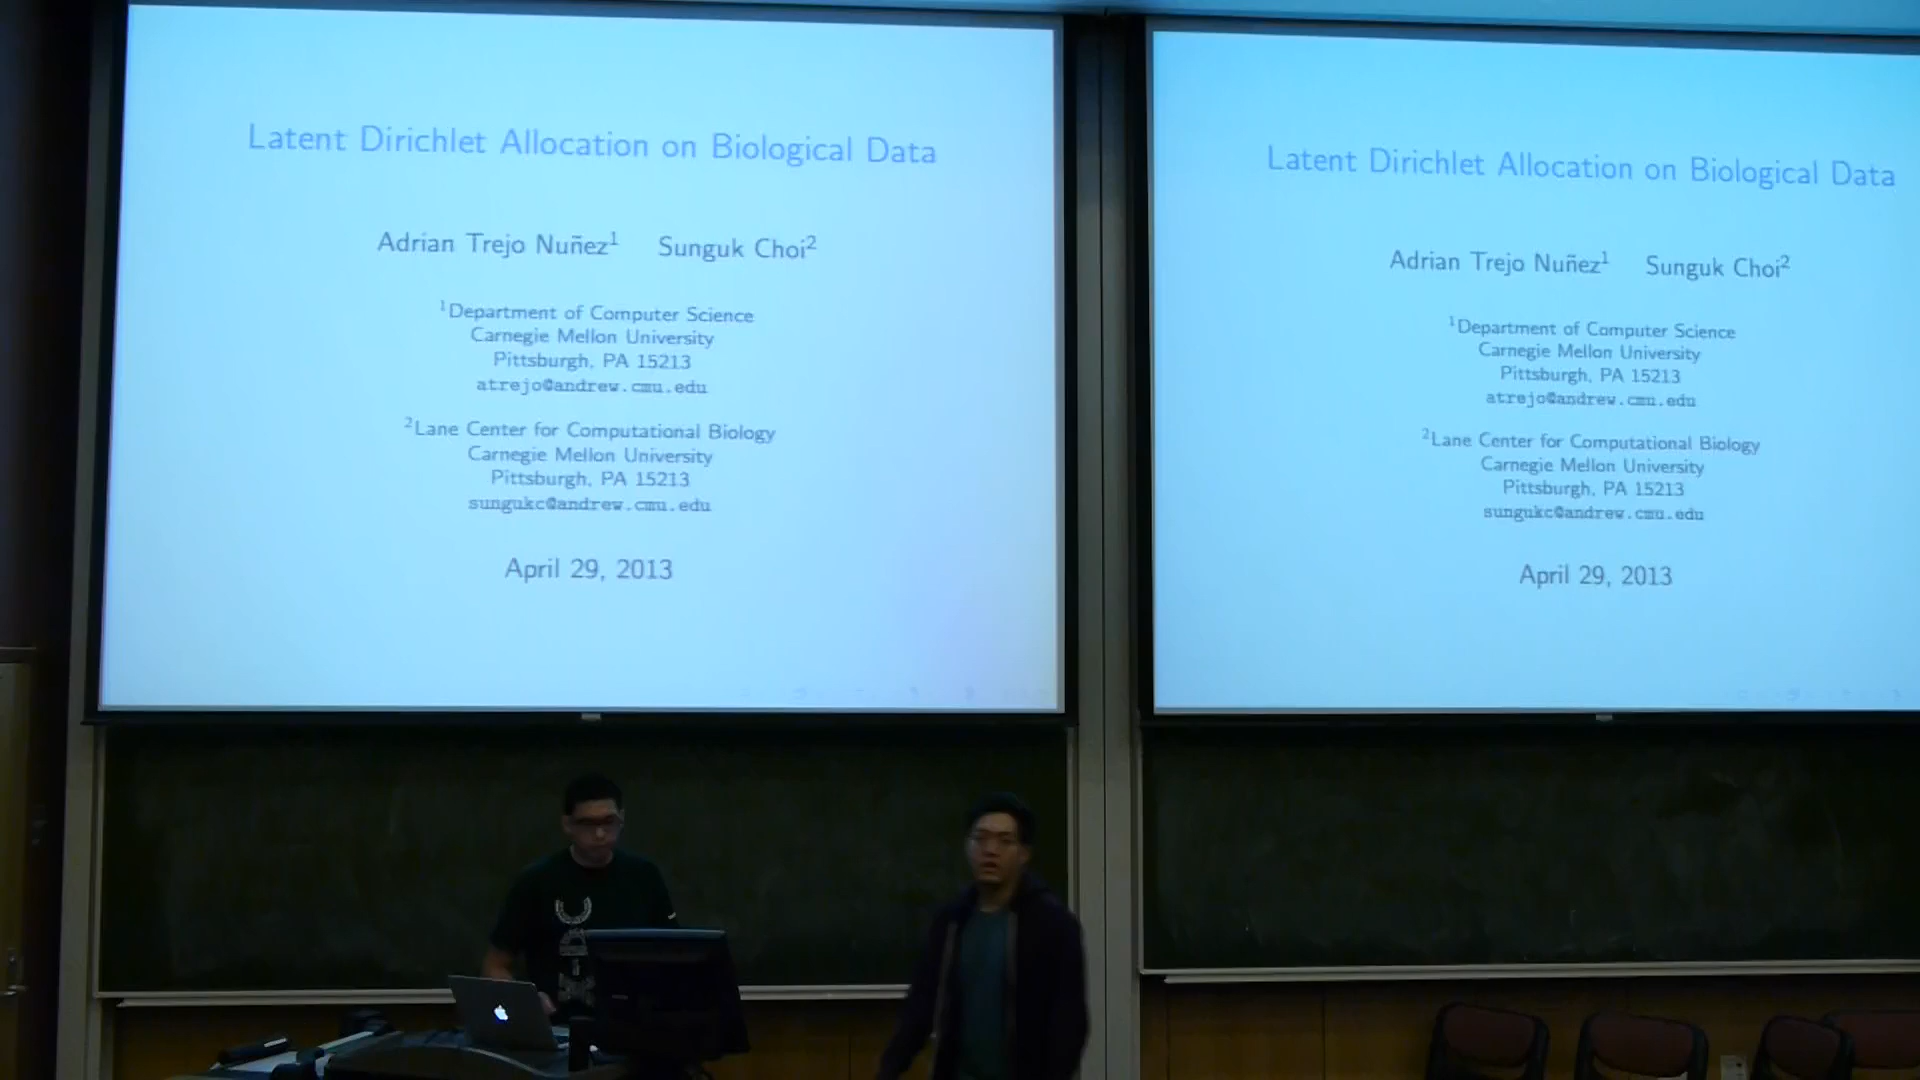 Latent Dirichlet Allocation on Biological Data
Adrian Trejo Nuñez¹ Sunguk Choi²
¹Department of Computer Science
Carnegie Mellon University
Pittsburgh, PA 15213
atrejo@andrew.cmu.edu
²Lane Center for Computational Biology
Carnegie Mellon University
Pittsburgh, PA 15213
sungukc@andrew.cmu.edu
April 29, 2013
Latent Dirichlet Allocation on Biological Data
Adrian Trejo Nuñez¹ Sunguk Choi²
¹Department of Computer Science
Carnegie Mellon University
Pittsburgh, PA 15213
atrejo@andrew.cmu.edu
²Lane Center for Computational Biology
Carnegie Mellon University
Pittsburgh, PA 15213
sungukc@andrew.cmu.edu
April 29, 2013